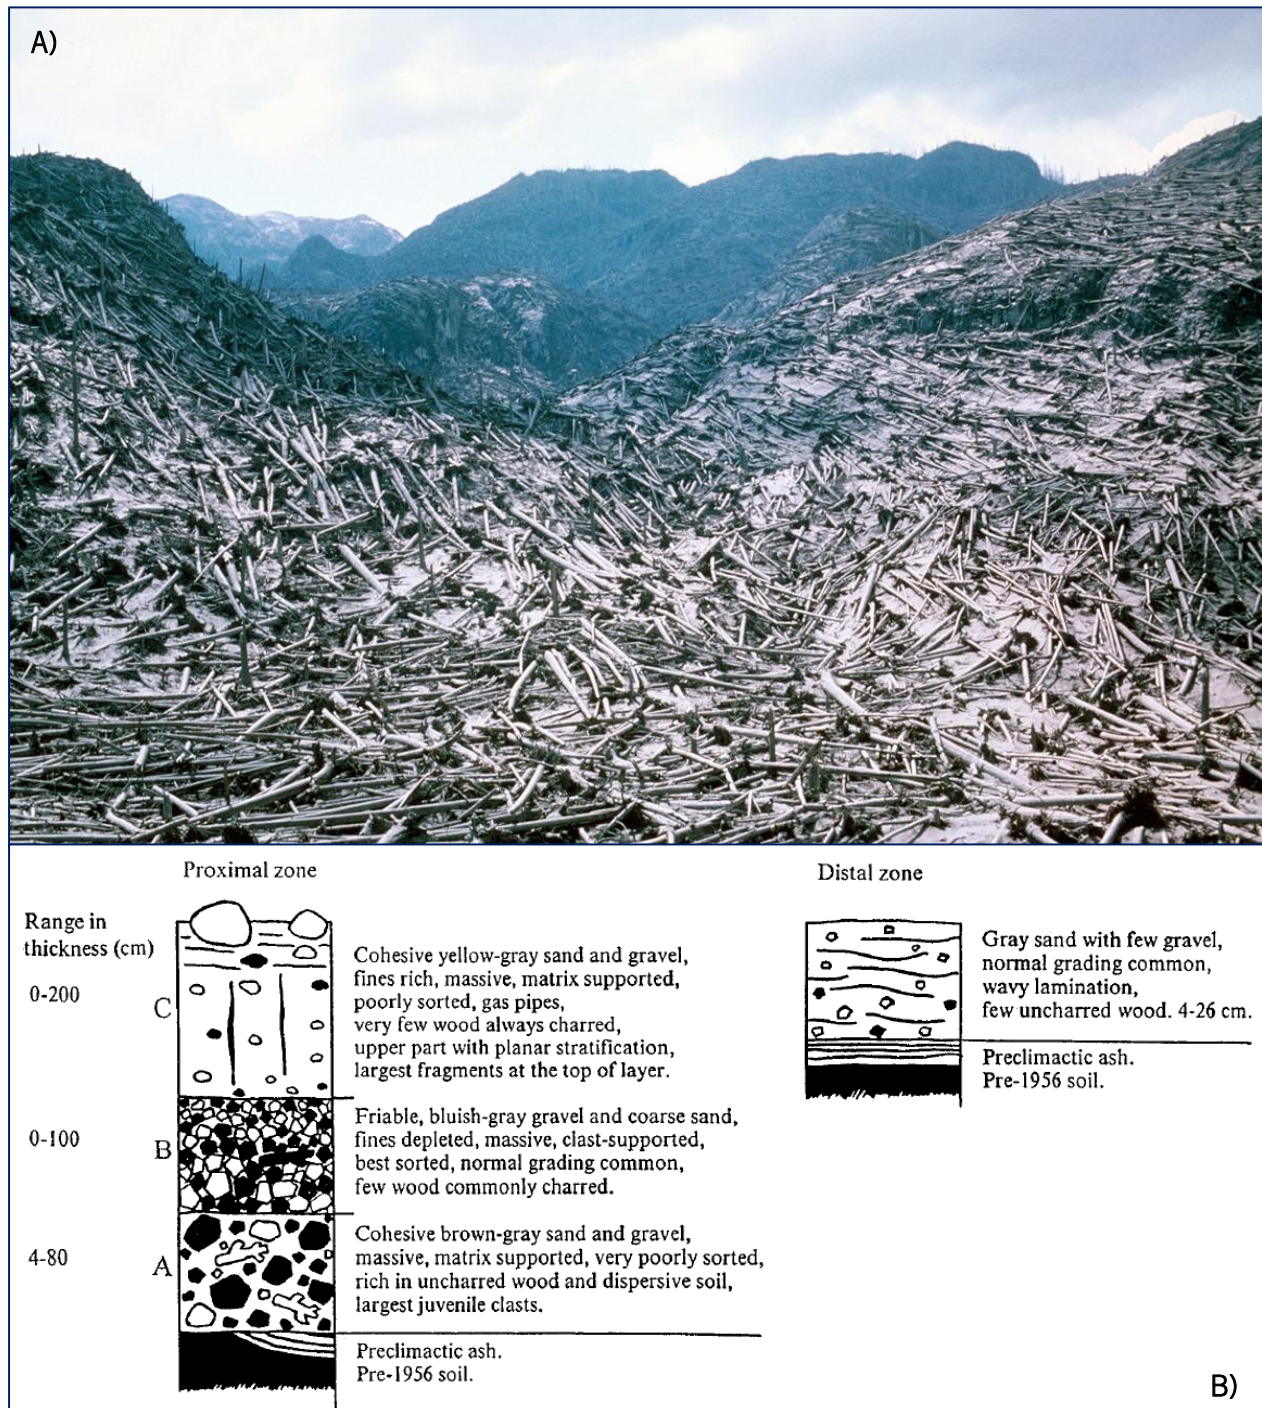 A)
Proximal zone
Distal zone
Range in
thickness (cm)
0-200
C
Cohesive yellow-gray sand and gravel,
fines rich, massive, matrix supported,
poorly sorted, gas pipes,
very few wood always charred,
upper part with planar stratification,
largest fragments at the top of layer.
0-100
B
Friable, bluish-gray gravel and coarse sand,
fines depleted, massive, clast-supported,
best sorted, normal grading common,
few wood commonly charred.
4-80
A
Cohesive brown-gray sand and gravel,
massive, matrix supported, very poorly sorted,
rich in uncharred wood and dispersive soil,
largest juvenile clasts.
Preclimactic ash.
Pre-1956 soil.
Gray sand with few gravel,
normal grading common,
wavy lamination,
few uncharred wood. 4-26 cm.
Preclimactic ash.
Pre-1956 soil.
B)